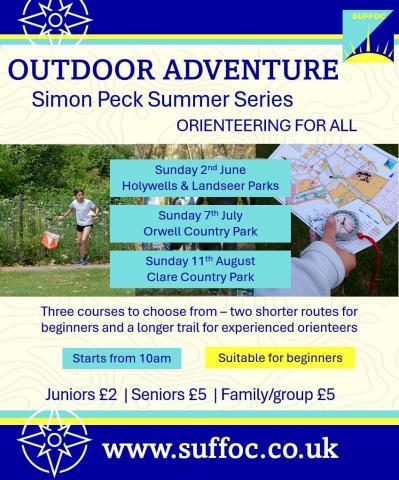 SUFFOC
OUTDOOR ADVENTURE
Simon Peck Summer Series
ORIENTEERING FOR ALL
Sunday 2nd June
Holywells & Landseer Parks
Sunday 7th July
Orwell Country Park
Sunday 11th August
Clare Country Park
Three courses to choose from – two shorter routes for
beginners and a longer trail for experienced orienteers
Starts from 10am
Suitable for beginners
Juniors £2 | Seniors £5 | Family/group £5
www.suffoc.co.uk